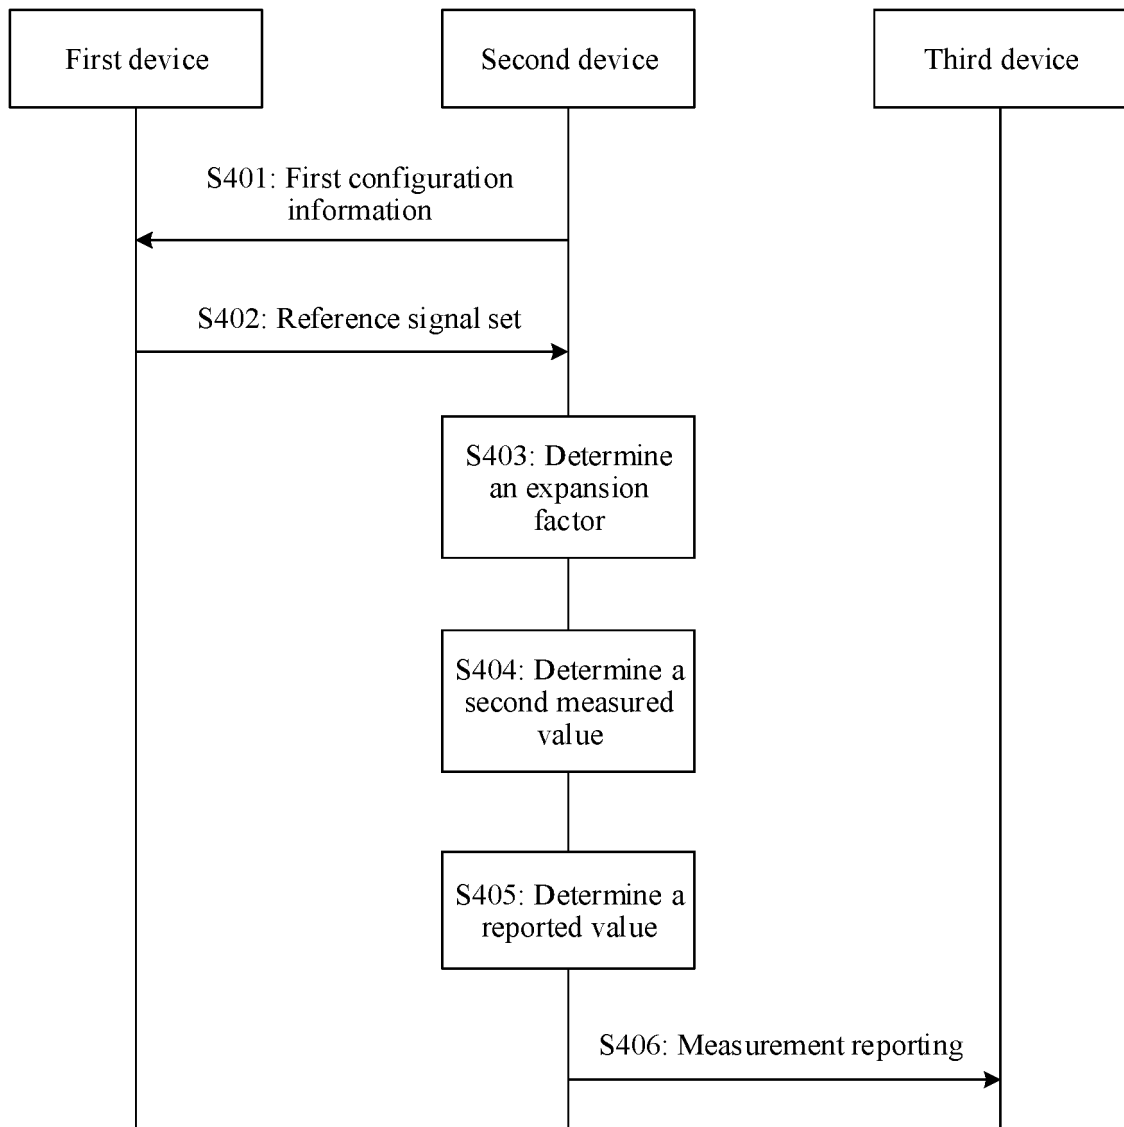 First device
Second device
Third device
S401: First configuration
information
S402: Reference signal set
S403: Determine
an expansion
factor
S404: Determine a
second measured
value
S405: Determine a
reported value
S406: Measurement reporting